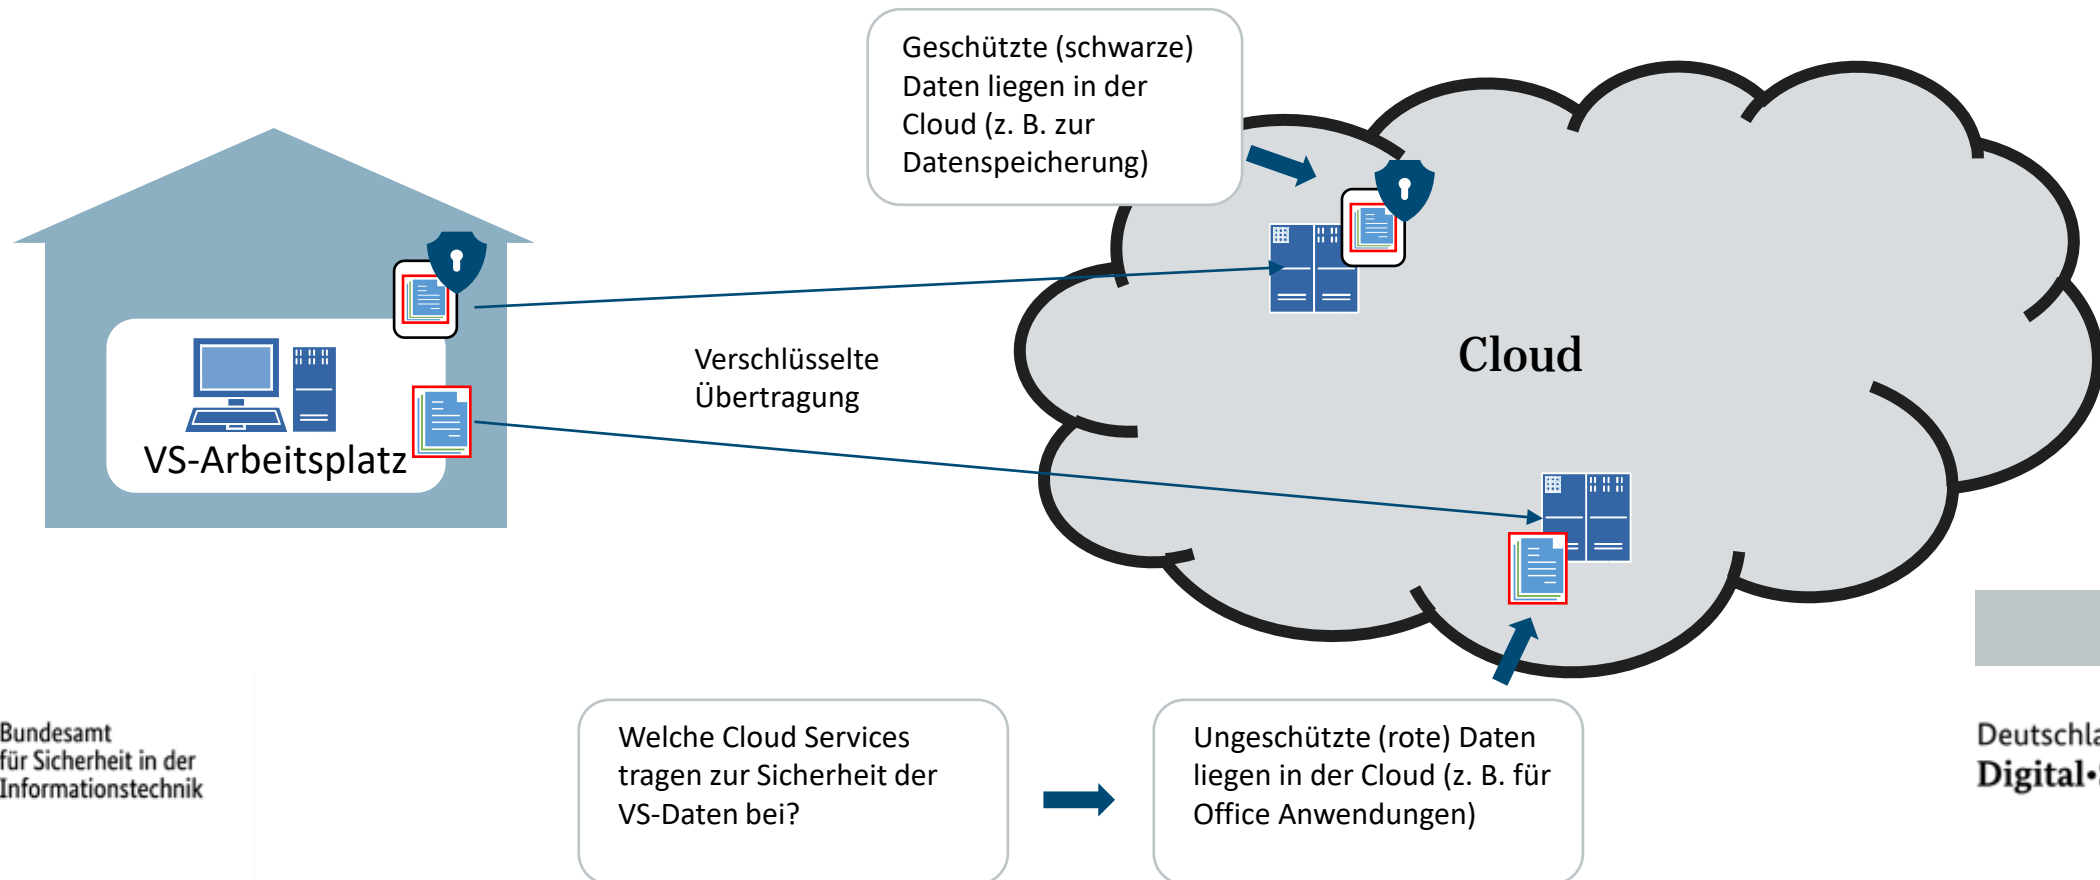 Geschützte (schwarze)
Daten liegen in der
Cloud (z. B. zur
Datenspeicherung)
Cloud
Verschlüsselte
Übertragung
VS-Arbeitsplatz
Welche Cloud Services
tragen zur Sicherheit der
VS-Daten bei?
Ungeschützte (rote) Daten
liegen in der Cloud (z. B. für
Office Anwendungen)
Bundesamt
für Sicherheit in der
Informationstechnik
Digital•